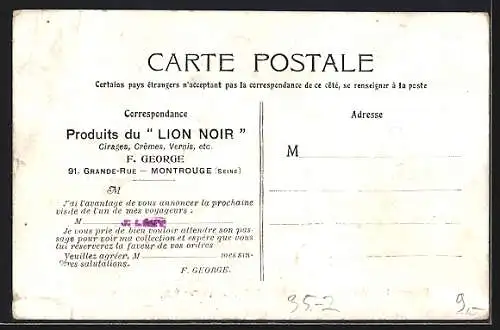 CARTE POSTALE
Certains pays étrangers n'acceptant pas la correspondance de ce côté, se renseigner à la poste
Correspondance
Adresse
Produits du " LION NOIR "
Cirages, Crèmes, Vernis, etc.
F. GEORGE
91. GRANDE-RUE — MONTROUGE (SEINE)
M
M
J'ai l'avantage de vous annoncer la prochaine
visite de l'un de mes voyageurs :
M
Je vous prie de bien vouloir attendre son pas-
sage pour voir ma collection et espère que vous
lui réserverez la faveur de vos ordres
Veuillez agréer, M mes sin-
cères salutations.
F. GEORGE.
35-2
9,-